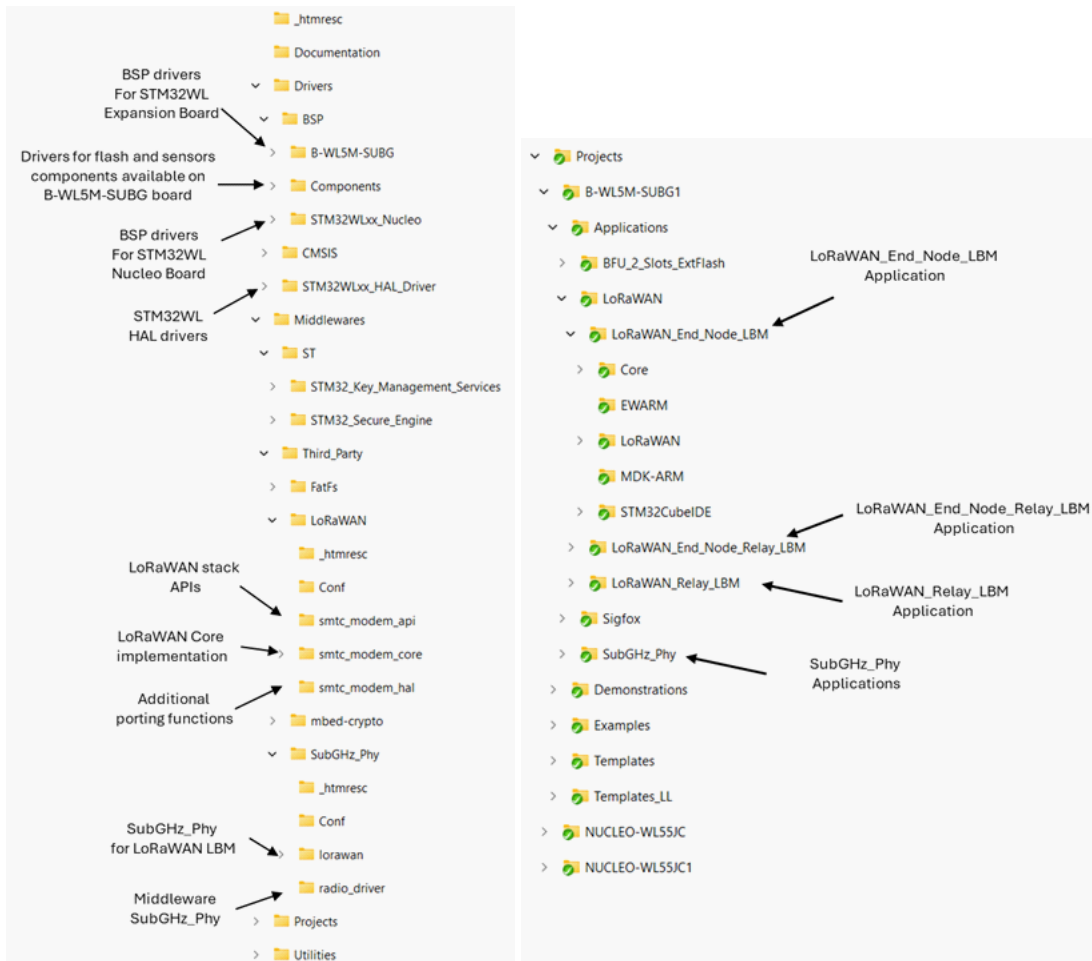 _htmresc
Documentation
Drivers
BSP
B-WL5M-SUBG
Components
STM32WLxx_Nucleo
CMSIS
STM32WLxx_HAL_Driver
Middlewares
ST
STM32_Key_Management_Services
STM32_Secure_Engine
Third_Party
FatFs
LoRaWAN
_htmresc
Conf
smtc_modem_api
smtc_modem_core
smtc_modem_hal
mbed-crypto
SubGHz_Phy
_htmresc
Conf
lorawan
radio_driver
Projects
Utilities
BSP drivers
For STM32WL
Expansion Board
Drivers for flash and sensors
components available on
B-WL5M-SUBG board
BSP drivers
For STM32WL
Nucleo Board
STM32WL
HAL drivers
LoRaWAN stack
APIs
LoRaWAN Core
implementation
Additional
porting functions
SubGHz_Phy
for LoRaWAN LBM
Middleware
SubGHz_Phy
Projects
B-WL5M-SUBG1
Applications
BFU_2_Slots_ExtFlash
LoRaWAN
LoRaWAN_End_Node_LBM
Core
EWARM
LoRaWAN
MDK-ARM
STM32CubeIDE
LoRaWAN_End_Node_Relay_LBM
LoRaWAN_Relay_LBM
Sigfox
SubGHz_Phy
Demonstrations
Examples
Templates
Templates_LL
NUCLEO-WL55JC
NUCLEO-WL55JC1
LoRaWAN_End_Node_LBM
Application
LoRaWAN_End_Node_Relay_LBM
Application
LoRaWAN_Relay_LBM
Application
SubGHz_Phy
Applications